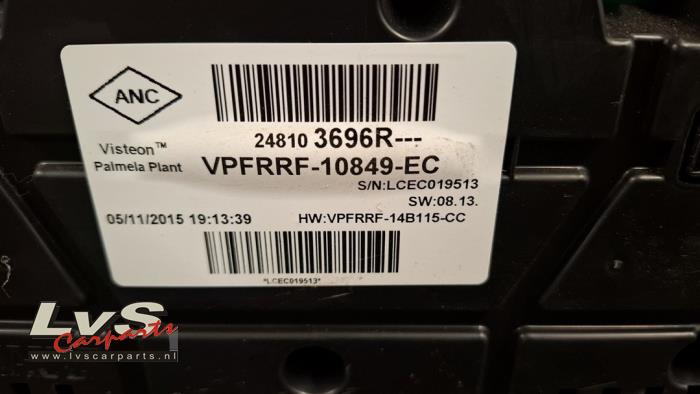 ANC
24810 3696R---
Visteon™
Palmela Plant
VPFRRF-10849-EC
S/N:LCEC019513
SW:08.13.
05/11/2015 19:13:39
HW:VPFRRF-14B115-CC
*LCEC019513*
LvS
Carparts
www.lvscarparts.nl